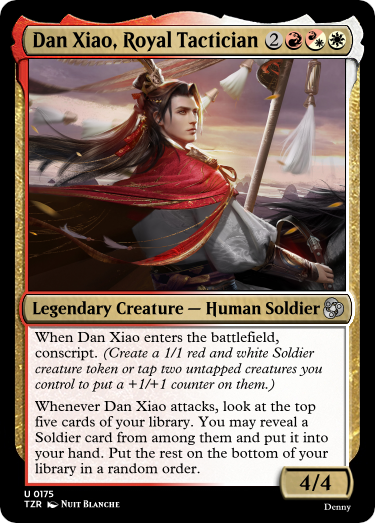 Dan Xiao, Royal Tactician 2
Legendary Creature — Human Soldier
When Dan Xiao enters the battlefield,
conscript. (Create a 1/1 red and white Soldier
creature token or tap two untapped creatures you
control to put a +1/+1 counter on them.)
Whenever Dan Xiao attacks, look at the top
five cards of your library. You may reveal a
Soldier card from among them and put it into
your hand. Put the rest on the bottom of your
library in a random order.
4/4
U 0175
TZR Nuit Blanche
Denny